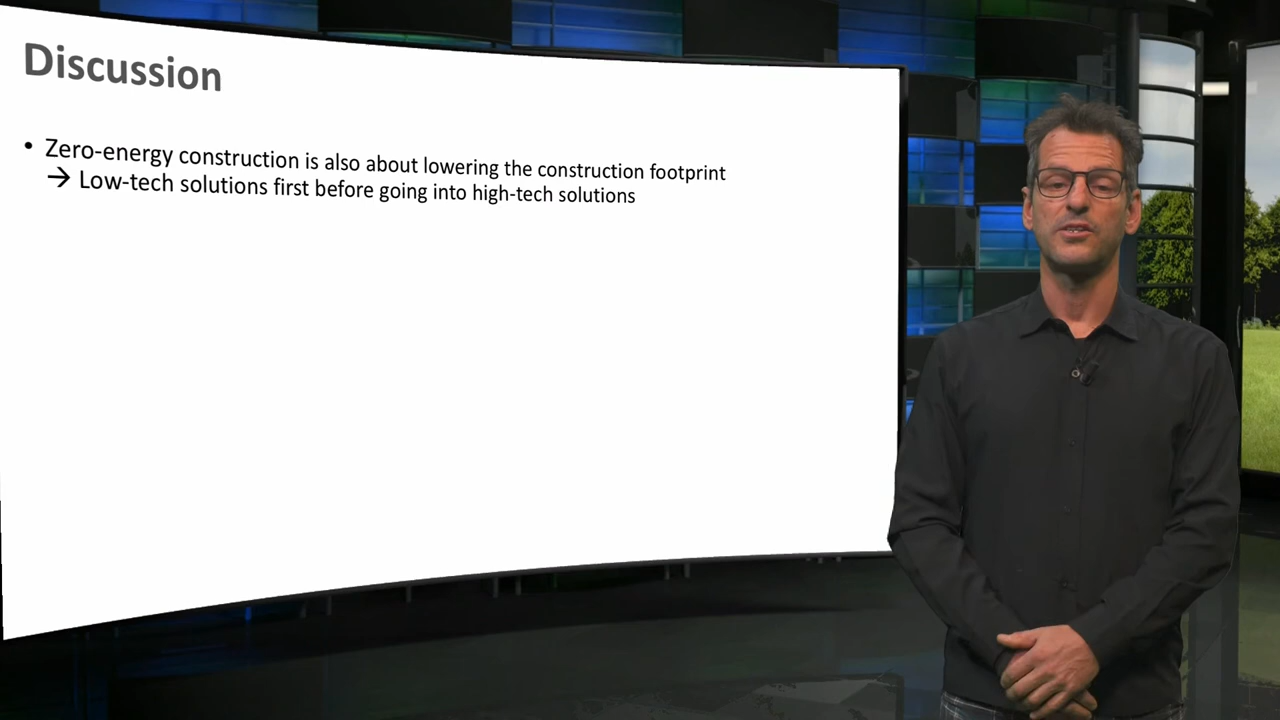 Discussion
• Zero-energy construction is also about lowering the construction footprint
→ Low-tech solutions first before going into high-tech solutions